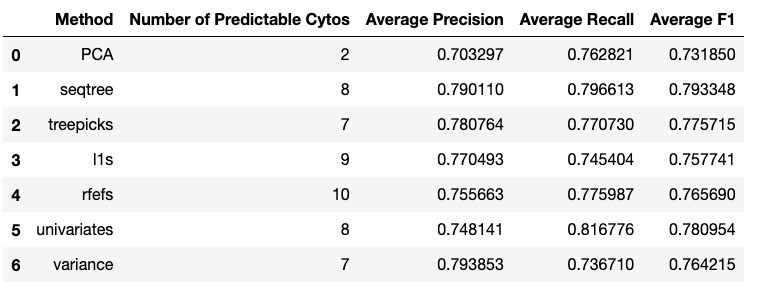 Method Number of Predictable Cytos Average Precision Average Recall Average F1
0 PCA 2 0.703297 0.762821 0.731850
1 seqtree 8 0.790110 0.796613 0.793348
2 treepicks 7 0.780764 0.770730 0.775715
3 l1s 9 0.770493 0.745404 0.757741
4 rfefs 10 0.755663 0.775987 0.765690
5 univariates 8 0.748141 0.816776 0.780954
6 variance 7 0.793853 0.736710 0.764215